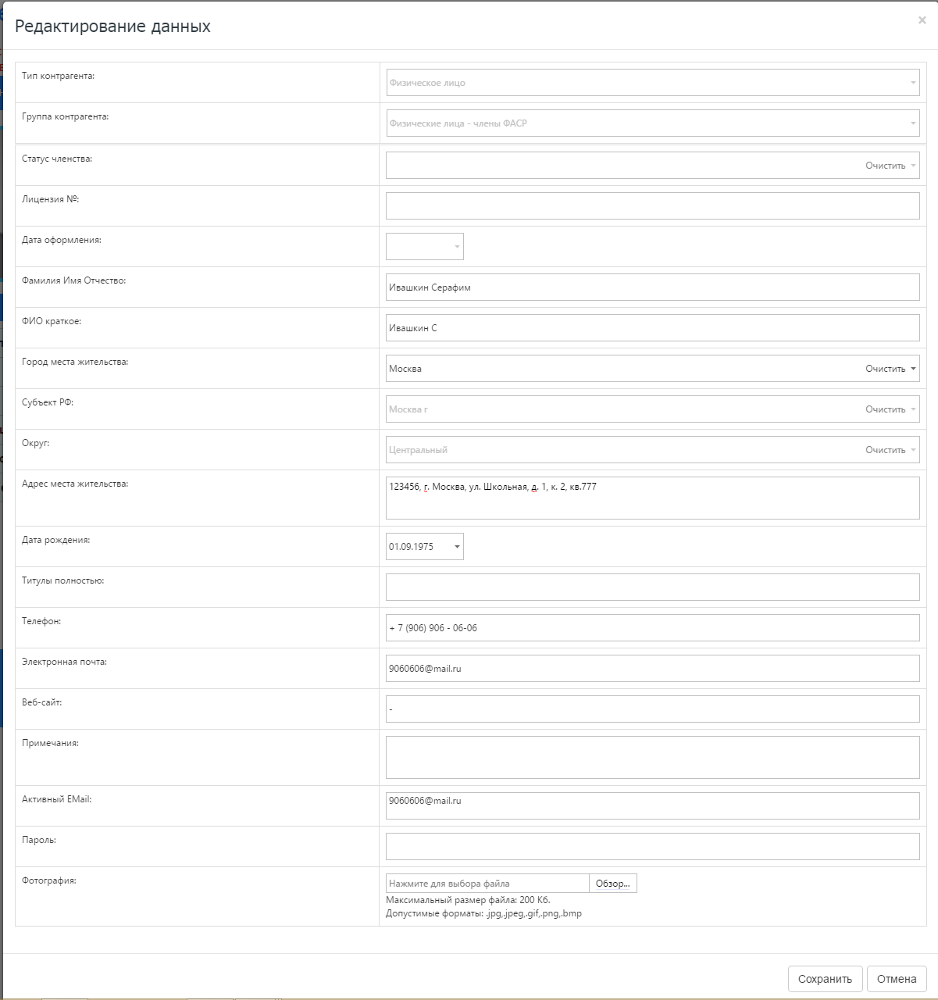 Редактирование данных
×
Тип контрагента:
Физическое лицо
Группа контрагента:
Физические лица - члены ФАСР
Статус членства:
Очистить
Лицензия №:
Дата оформления:
Фамилия Имя Отчество:
Ивашкин Серафим
ФИО краткое:
Ивашкин С
Город места жительства:
Москва Очистить
Субъект РФ:
Москва г Очистить
Округ:
Центральный Очистить
Адрес места жительства:
123456, г. Москва, ул. Школьная, д. 1, к. 2, кв.777
Дата рождения:
01.09.1975
Титулы полностью:
Телефон:
+ 7 (906) 906 - 06-06
Электронная почта:
9060606@mail.ru
Веб-сайт:
-
Примечания:
Активный EMail:
9060606@mail.ru
Пароль:
Фотография:
Нажмите для выбора файла Обзор...
Максимальный размер файла: 200 Кб.
Допустимые форматы: .jpg,.jpeg,.gif,.png,.bmp
Сохранить Отмена